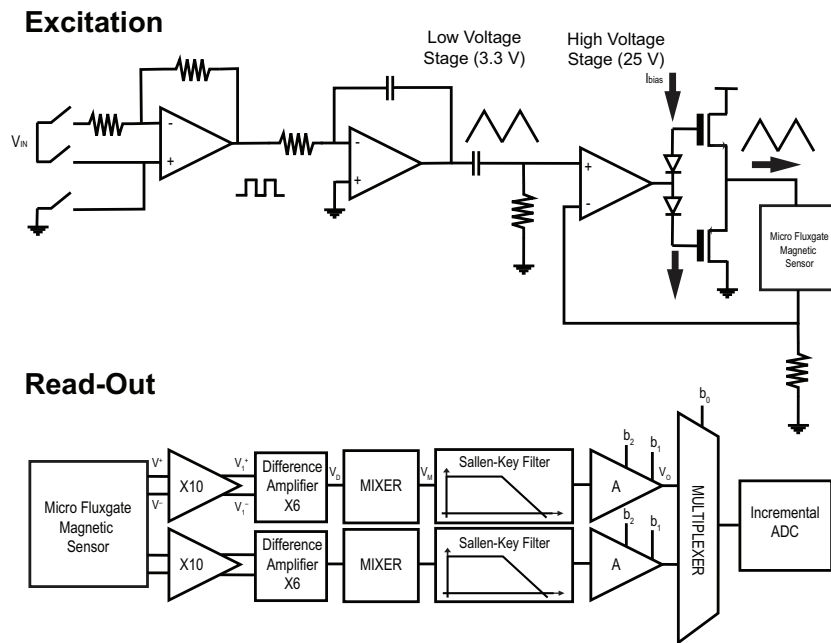 Excitation
Low Voltage
Stage (3.3 V)
High Voltage
Stage (25 V)
Ibias
VIN
-
+
-
+
+
-
Micro Fluxgate
Magnetic
Sensor
Read-Out
Micro Fluxgate
Magnetic
Sensor
V+
V−
X10
V1+
V1−
Difference
Amplifier
X6
VD
MIXER
VM
Sallen-Key Filter
A
b2
b1
VO
b0
MULTIPLEXER
Incremental
ADC
X10
Difference
Amplifier
X6
MIXER
Sallen-Key Filter
A
b2
b1